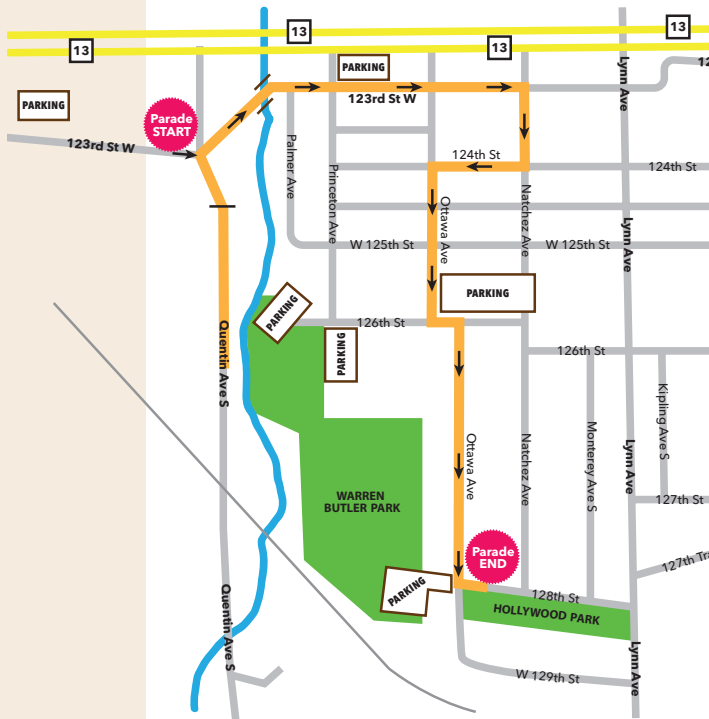 13
13
13
13
PARKING
PARKING
Lynn Ave
12
123rd St W
Parade
START
123rd St W
124th St
124th St
Palmer Ave
Princeton Ave
Ottawa Ave
Natchez Ave
Lynn Ave
W 125th St
W 125th St
PARKING
PARKING
126th St
PARKING
126th St
Quentin Ave S
Kipling Ave S
Ottawa Ave
Natchez Ave
Monterey Ave S
Lynn Ave
WARREN
BUTLER PARK
127th St
Parade
END
127th Tra
PARKING
128th St
HOLLYWOOD PARK
Quentin Ave S
W 129th St
Lynn Ave